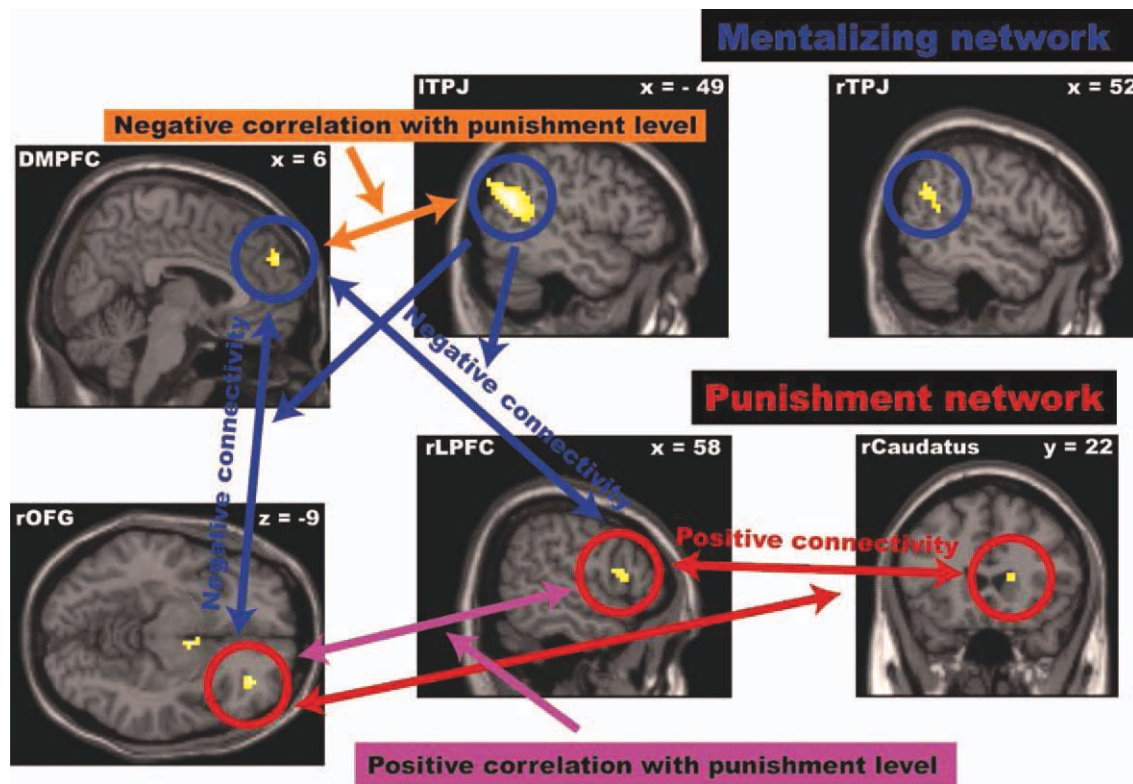 Mentalizing network
lTPJ x = - 49
rTPJ x = 52
Negative correlation with punishment level
DMPFC x = 6
Negative connectivity
Negative connectivity
Punishment network
rLPFC x = 58
rCaudatus y = 22
rOFG z = -9
Positive connectivity
Positive correlation with punishment level